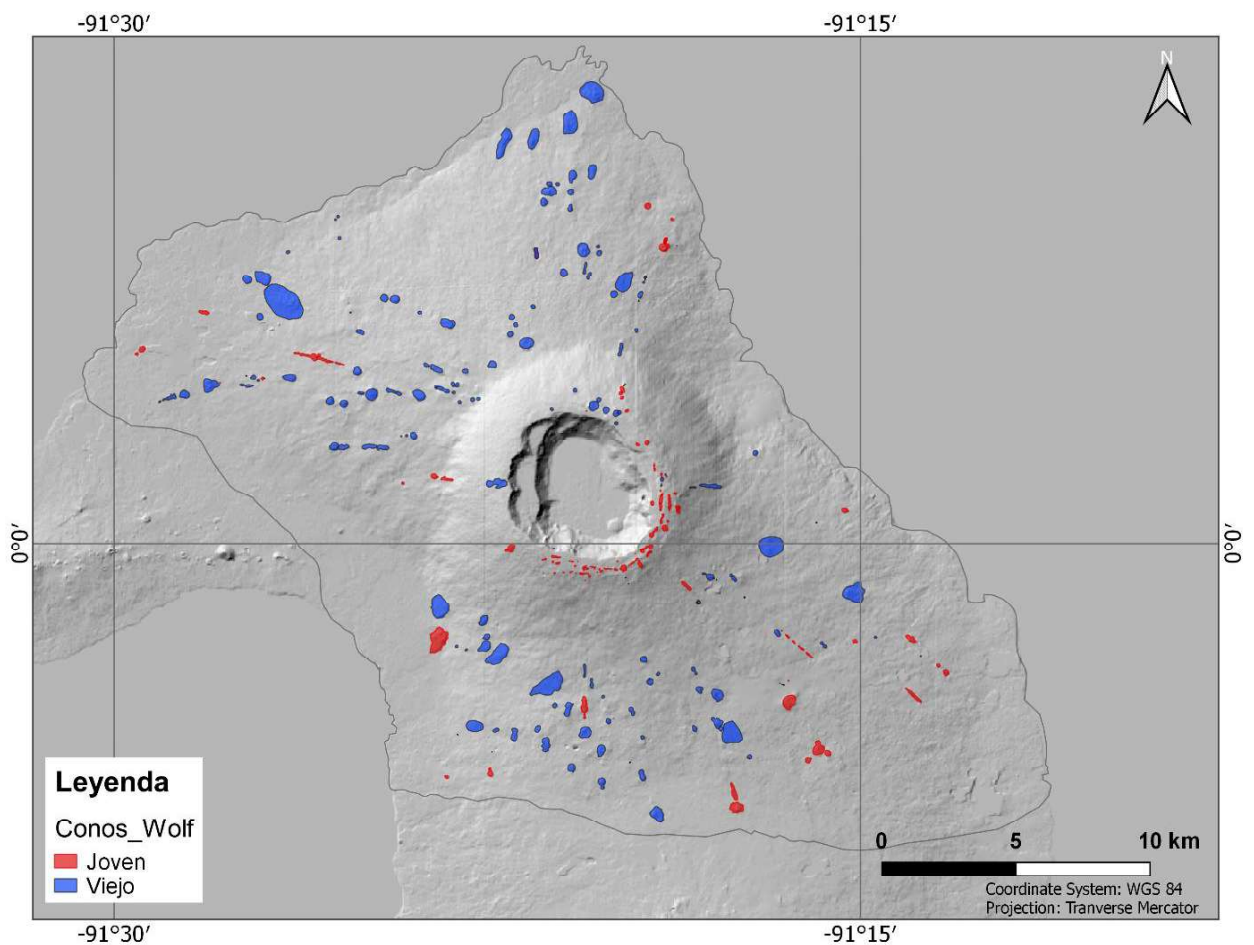 -91°30′ -91°15′
N
0°0′ 0°0′
Leyenda
Conos_Wolf
Joven
Viejo
0 5 10 km
Coordinate System: WGS 84
Projection: Tranverse Mercator
-91°30′ -91°15′